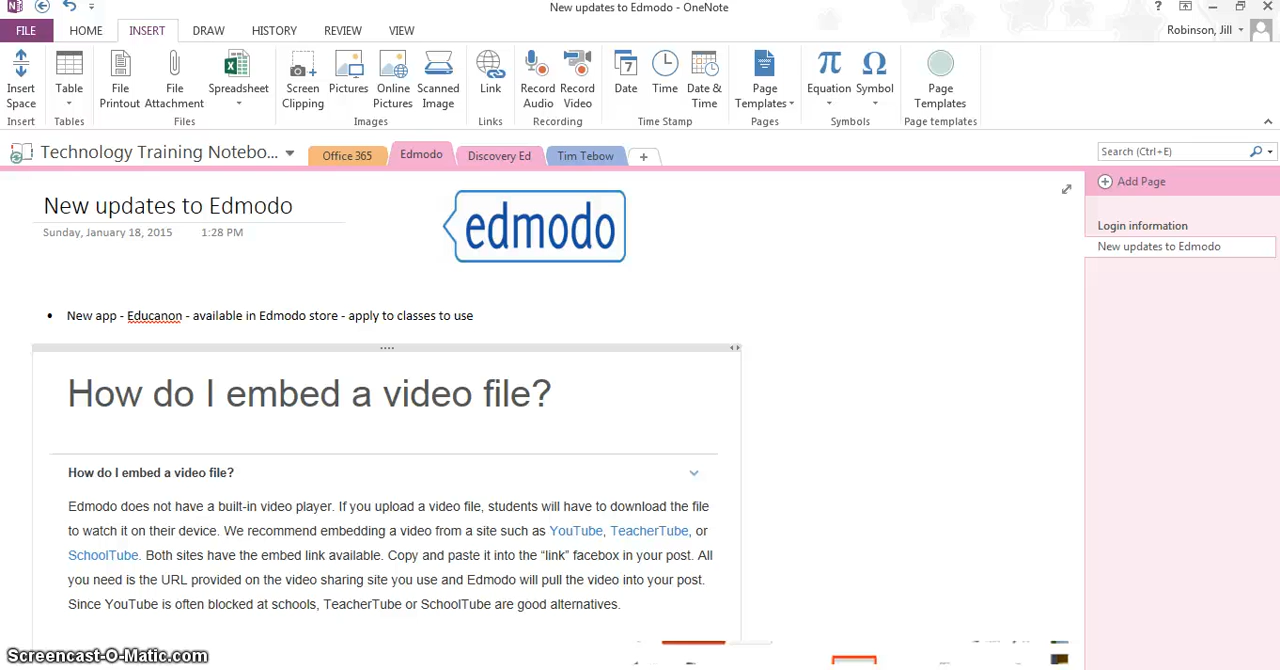 New updates to Edmodo - OneNote
?
FILE HOME INSERT DRAW HISTORY REVIEW VIEW
Robinson, Jill
Insert Space
Table
File Printout
File Attachment
Spreadsheet
Screen Clipping
Pictures
Online Pictures
Scanned Image
Link
Record Audio
Record Video
Date
Time
Date & Time
Page Templates
Equation
Symbol
Page Templates
Insert Tables Files Images Links Recording Time Stamp Pages Symbols Page templates
Technology Training Notebo...
Office 365 Edmodo Discovery Ed Tim Tebow +
Search (Ctrl+E)
Add Page
Login information
New updates to Edmodo
New updates to Edmodo
Sunday, January 18, 2015 1:28 PM
edmodo
• New app - Educanon - available in Edmodo store - apply to classes to use
How do I embed a video file?
How do I embed a video file?
Edmodo does not have a built-in video player. If you upload a video file, students will have to download the file
to watch it on their device. We recommend embedding a video from a site such as YouTube, TeacherTube, or
SchoolTube. Both sites have the embed link available. Copy and paste it into the “link” facebox in your post. All
you need is the URL provided on the video sharing site you use and Edmodo will pull the video into your post.
Since YouTube is often blocked at schools, TeacherTube or SchoolTube are good alternatives.
Screencast-O-Matic.com